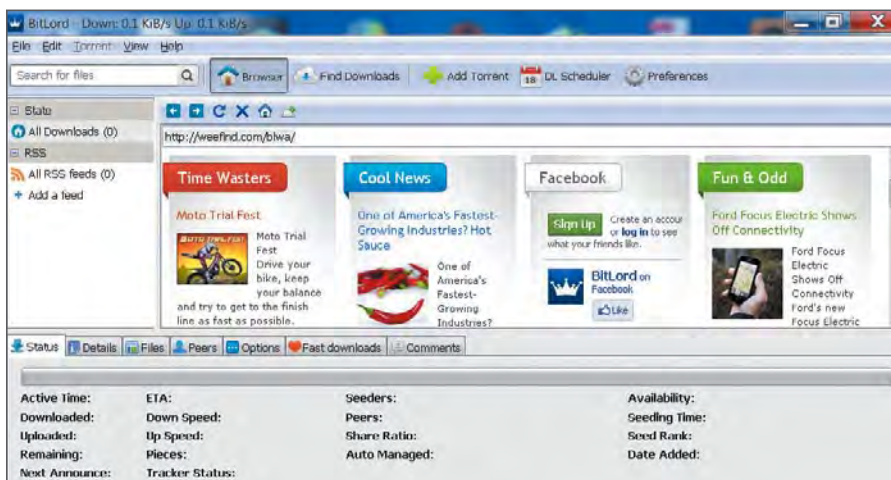 BitLord - Down: 0.1 KiB/s Up: 0.1 KiB/s
File Edit Torrent View Help
Search for files
Browser
Find Downloads
Add Torrent
18
DL Scheduler
Preferences
State
All Downloads (0)
RSS
All RSS feeds (0)
+ Add a feed
http://weefind.com/blwa/
Time Wasters
Moto Trial Fest
MOTO TRIAL FEST
Moto Trial
Fest
Drive your
bike, keep
your balance
and try to get to the finish
line as fast as possible.
Cool News
One of America's Fastest-
Growing Industries? Hot
Sauce
One of
America's
Fastest-
Growing
Industries?
Facebook
Sign Up
Create an accour
or log in to see
what your friends like.
BitLord on
Facebook
Like
Fun & Odd
Ford Focus Electric Shows
Off Connectivity
Ford Focus
Electric
Shows Off
Connectivity
Ford's new
Focus Electric
Status Details Files Peers Options Fast downloads Comments
Active Time: ETA: Seeders: Availability:
Downloaded: Down Speed: Peers: Seeding Time:
Uploaded: Up Speed: Share Ratio: Seed Rank:
Remaining: Pieces: Auto Managed: Date Added:
Next Announce: Tracker Status: